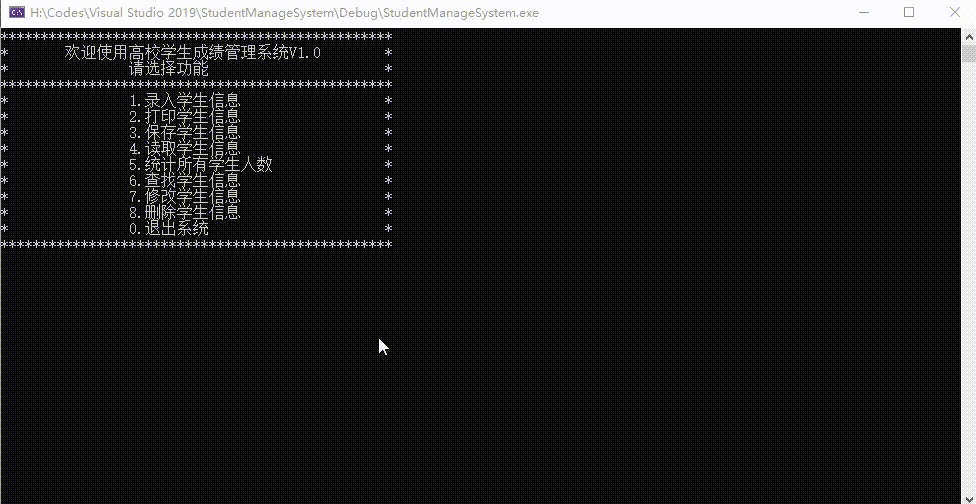 H:\Codes\Visual Studio 2019\StudentManageSystem\Debug\StudentManageSystem.exe
*************************************************
* 欢迎使用高校学生成绩管理系统V1.0 *
* 请选择功能 *
*************************************************
* 1.录入学生信息 *
* 2.打印学生信息 *
* 3.保存学生信息 *
* 4.读取学生信息 *
* 5.统计所有学生人数 *
* 6.查找学生信息 *
* 7.修改学生信息 *
* 8.删除学生信息 *
* 0.退出系统 *
*************************************************